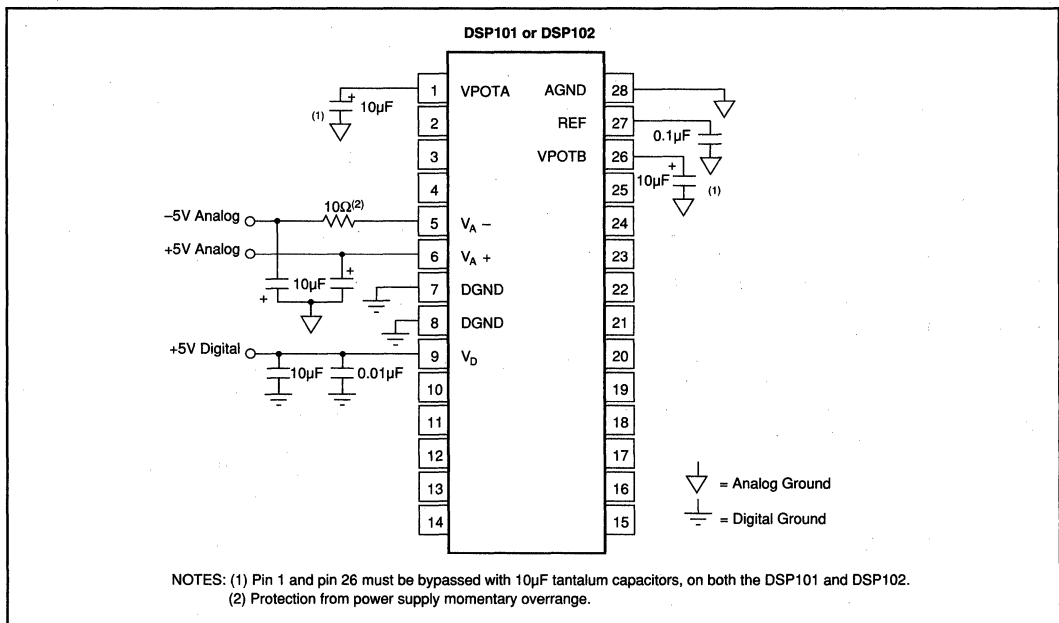 DSP101 or DSP102
1 VPOTA AGND 28
+ 10µF
(1)
2 REF 27
0.1µF
3 VPOTB 26
+
10µF
(1)
4 25
10Ω(2)
–5V Analog 5 VA – 24
+5V Analog 6 VA + 23
+ 10µF +
7 DGND 22
8 DGND 21
+5V Digital 9 VD 20
10µF 0.01µF
10 19
11 18
12 17
13 16
14 15
= Analog Ground
= Digital Ground
NOTES: (1) Pin 1 and pin 26 must be bypassed with 10µF tantalum capacitors, on both the DSP101 and DSP102.
(2) Protection from power supply momentary overrange.